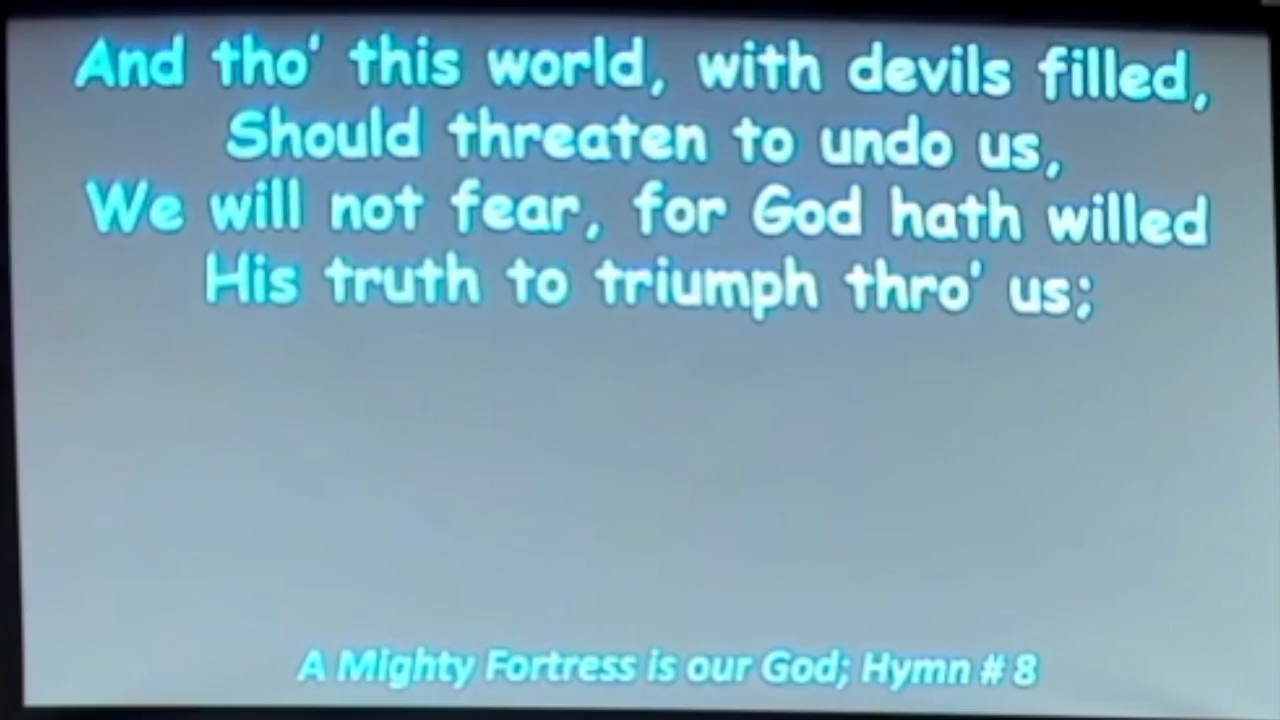 And tho' this world, with devils filled,
Should threaten to undo us,
We will not fear, for God hath willed
His truth to triumph thro' us;
A Mighty Fortress is our God; Hymn # 8